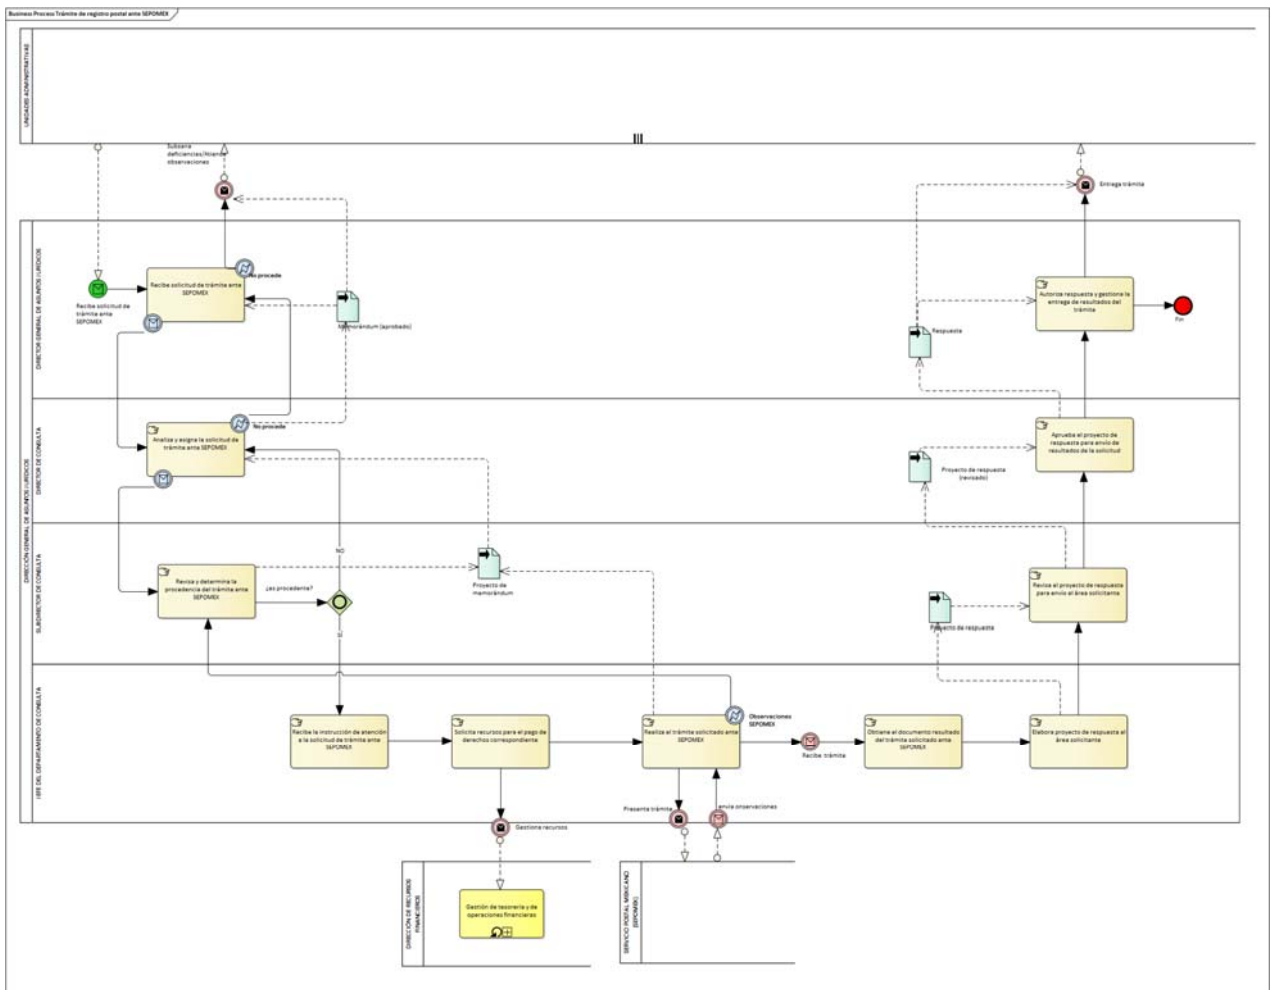 Business Process Trámite de registro postal ante SEPOMEX
UNIDADES ADMINISTRATIVAS
Subsana
deficiencias/Atiende
observaciones
Entrega trámite
DIRECCIÓN GENERAL DE ASUNTOS JURÍDICOS
DIRECTOR GENERAL DE ASUNTOS JURÍDICOS
Recibe solicitud de
trámite ante
SEPOMEX
Recibe solicitud de trámite ante
SEPOMEX
No procede
Memorándum (aprobado)
Respuesta
Autoriza respuesta y gestiona la
entrega de resultados del
trámite
Fin
DIRECTOR DE CONSULTA
Analiza y asigna la solicitud de
trámite ante SEPOMEX
No procede
Proyecto de respuesta
(revisado)
Aprueba el proyecto de
respuesta para envío de
resultados de la solicitud
SUBDIRECTOR DE CONSULTA
Revisa y determina la
procedencia del trámite ante
SEPOMEX
¿es procedente?
NO
SI
Proyecto de
memorándum
Proyecto de respuesta
Revisa el proyecto de respuesta
para envío al área solicitante
JEFE DEL DEPARTAMENTO DE CONSULTA
Recibe la instrucción de atención
a la solicitud de trámite ante
SEPOMEX
Solicita recursos para el pago de
derechos correspondiente
Realiza el trámite solicitado ante
SEPOMEX
Observaciones
SEPOMEX
Recibe trámite
Obtiene el documento resultado
del trámite solicitado ante
SEPOMEX
Elabora proyecto de respuesta al
área solicitante
Gestiona recursos
Presenta trámite
envía observaciones
DIRECCIÓN DE RECURSOS
FINANCIEROS
Gestión de tesorería y de
operaciones financieras
SERVICIO POSTAL MEXICANO
(SEPOMEX)